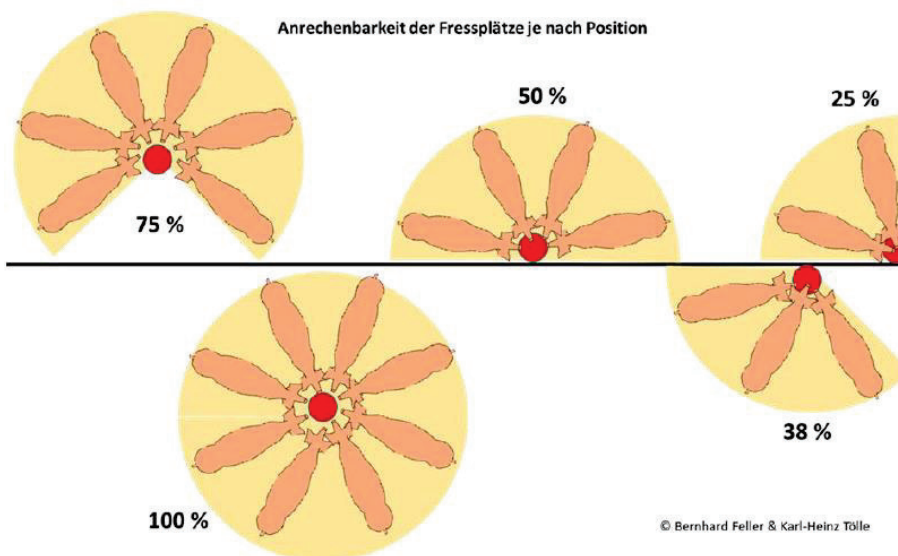 Anrechenbarkeit der Fressplätze je nach Position
50 %
25 %
75 %
38 %
100 %
© Bernhard Feller & Karl-Heinz Tölle